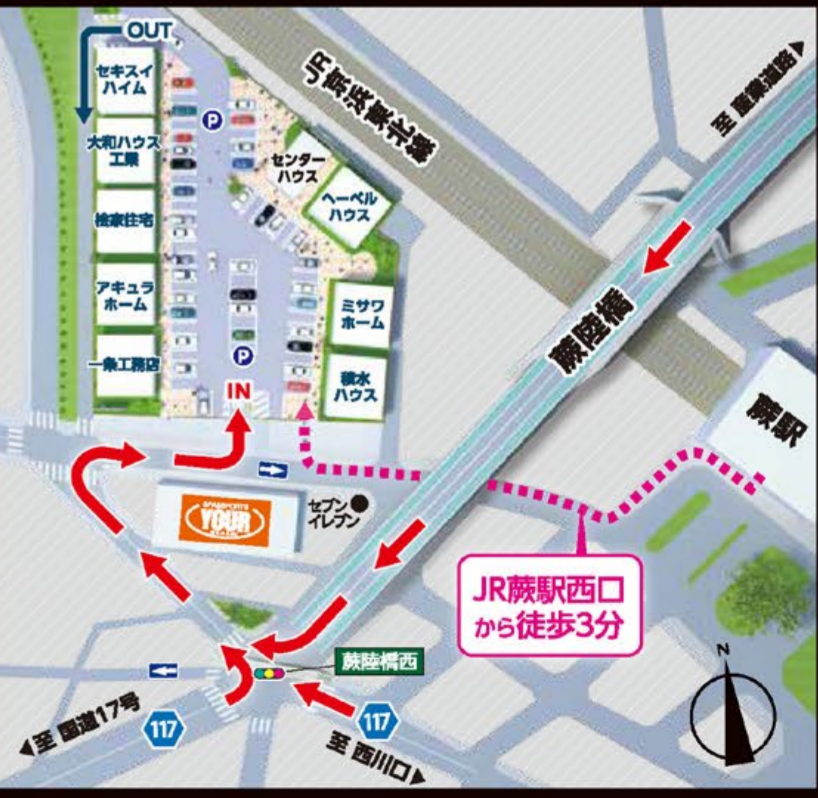 OUT
セキスイ
ハイム
大和ハウス
工業
桧家住宅
アキュラ
ホーム
一条工務店
P
センター
ハウス
ヘーベル
ハウス
ミサワ
ホーム
積水
ハウス
P
IN
JR京浜東北線
至 産業道路
蕨陸橋
蕨駅
YOUR
セブン
イレブン
JR蕨駅西口
から徒歩3分
蕨陸橋西
117
117
至 国道17号
至 西川口
N